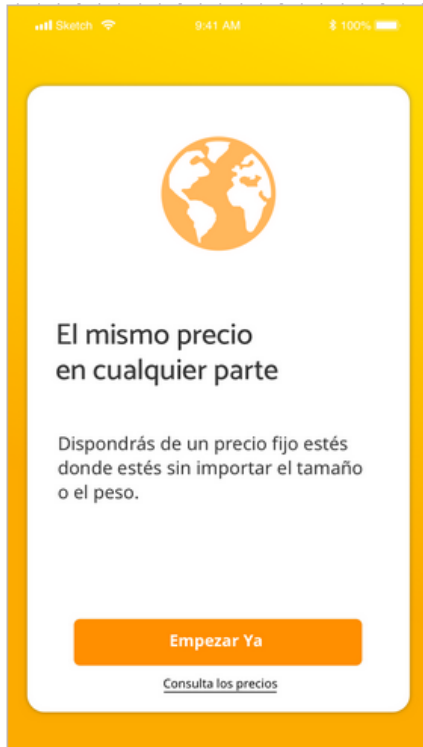 Sketch 9:41 AM 100%
El mismo precio
en cualquier parte
Dispondrás de un precio fijo estés
donde estés sin importar el tamaño
o el peso.
Empezar Ya
Consulta los precios